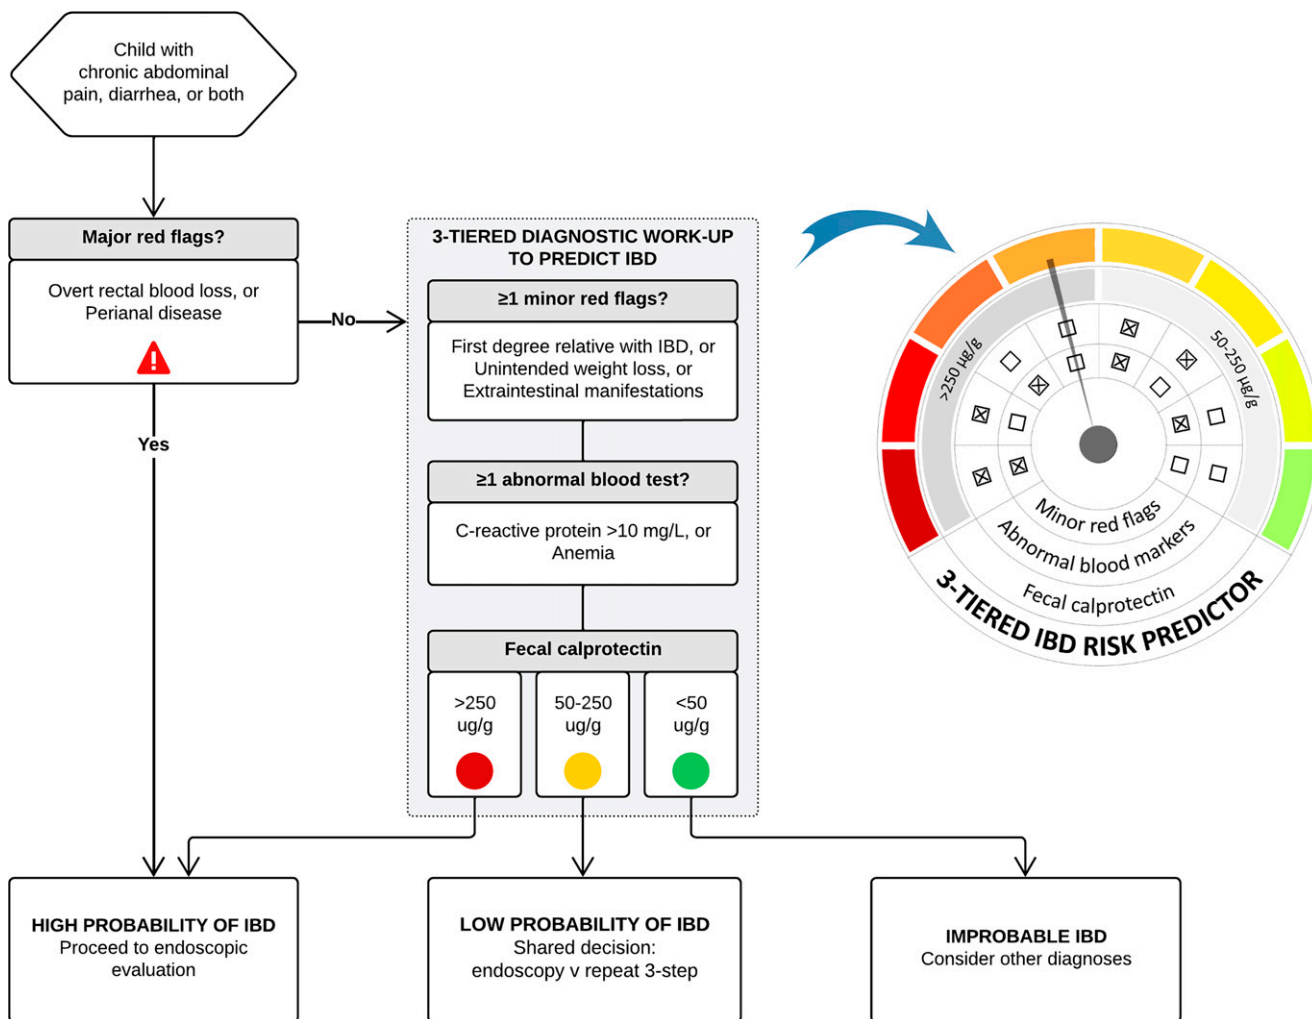 Child with
chronic abdominal
pain, diarrhea, or both
Major red flags?
Overt rectal blood loss, or
Perianal disease
No
Yes
3-TIERED DIAGNOSTIC WORK-UP
TO PREDICT IBD
≥1 minor red flags?
First degree relative with IBD, or
Unintended weight loss, or
Extraintestinal manifestations
≥1 abnormal blood test?
C-reactive protein >10 mg/L, or
Anemia
Fecal calprotectin
>250
ug/g
50-250
ug/g
<50
ug/g
HIGH PROBABILITY OF IBD
Proceed to endoscopic
evaluation
LOW PROBABILITY OF IBD
Shared decision:
endoscopy v repeat 3-step
IMPROBABLE IBD
Consider other diagnoses
>250 µg/g
50-250 µg/g
Minor red flags
Abnormal blood markers
Fecal calprotectin
3-TIERED IBD RISK PREDICTOR